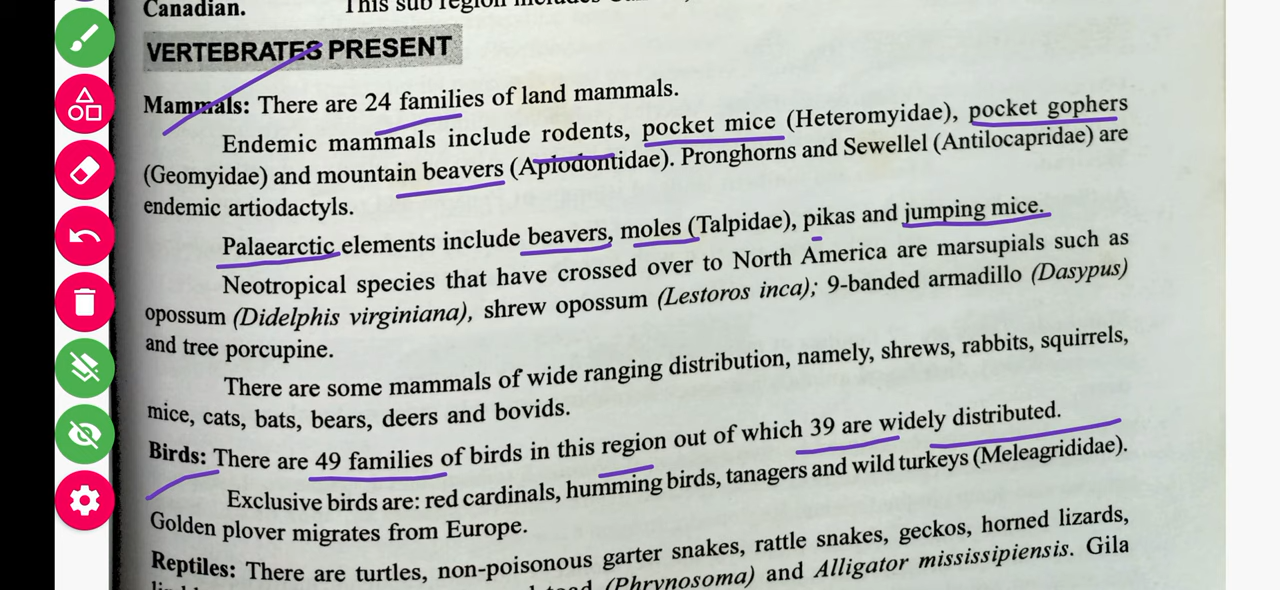 Canadian. This sub region includes
VERTEBRATES PRESENT
Mammals: There are 24 families of land mammals.
Endemic mammals include rodents, pocket mice (Heteromyidae), pocket gophers
(Geomyidae) and mountain beavers (Aplodontidae). Pronghorns and Sewellel (Antilocapridae) are
endemic artiodactyls.
Palaearctic elements include beavers, moles (Talpidae), pikas and jumping mice.
Neotropical species that have crossed over to North America are marsupials such as
opossum (Didelphis virginiana), shrew opossum (Lestoros inca); 9-banded armadillo (Dasypus)
and tree porcupine.
There are some mammals of wide ranging distribution, namely, shrews, rabbits, squirrels,
mice, cats, bats, bears, deers and bovids.
Birds: There are 49 families of birds in this region out of which 39 are widely distributed.
Exclusive birds are: red cardinals, humming birds, tanagers and wild turkeys (Meleagrididae).
Golden plover migrates from Europe.
Reptiles: There are turtles, non-poisonous garter snakes, rattle snakes, geckos, horned lizards,
(Phrynosoma) and Alligator mississipiensis. Gila